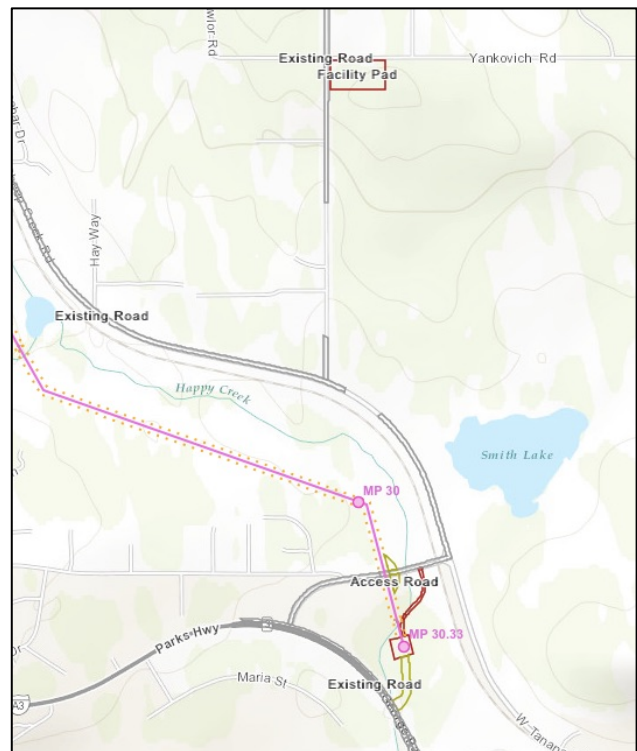 Existing Road
Yankovich Rd
Facility Pad
Hay Way
Existing Road
Happy Creek
Smith Lake
MP 30
Access Road
MP 30.33
Parks Hwy
Existing Road
Maria St
A3